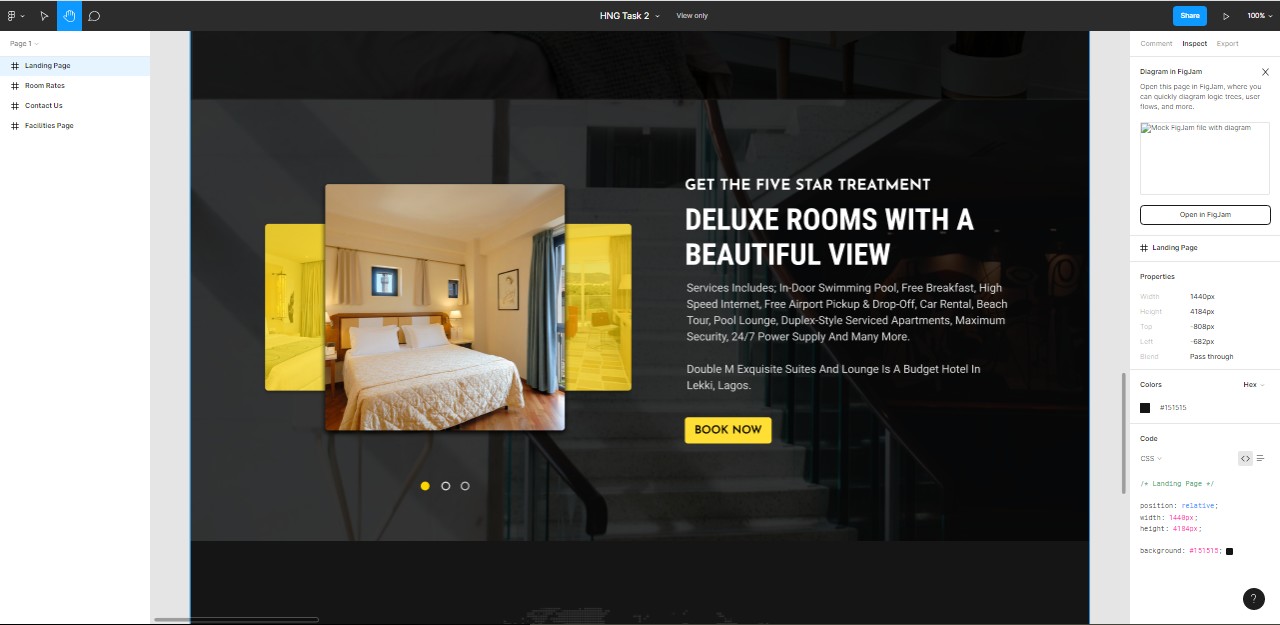 HNG Task 2
View only
Share
100%
Page 1
Landing Page
Room Rates
Contact Us
Facilities Page
GET THE FIVE STAR TREATMENT
DELUXE ROOMS WITH A
BEAUTIFUL VIEW
Services Includes; In-Door Swimming Pool, Free Breakfast, High
Speed Internet, Free Airport Pickup & Drop-Off, Car Rental, Beach
Tour, Pool Lounge, Duplex-Style Serviced Apartments, Maximum
Security, 24/7 Power Supply And Many More.
Double M Exquisite Suites And Lounge Is A Budget Hotel In
Lekki, Lagos.
BOOK NOW
Comment Inspect Export
Diagram in FigJam
Open this page in FigJam, where you
can quickly diagram logic trees, user
flows, and more.
Mock FigJam file with diagram
Open in FigJam
Landing Page
Properties
Width 1440px
Height 4184px
Top -808px
Left -682px
Blend Pass through
Colors Hex
#151515
Code
CSS
/* Landing Page */
position: relative;
width: 1440px;
height: 4184px;
background: #151515;
?